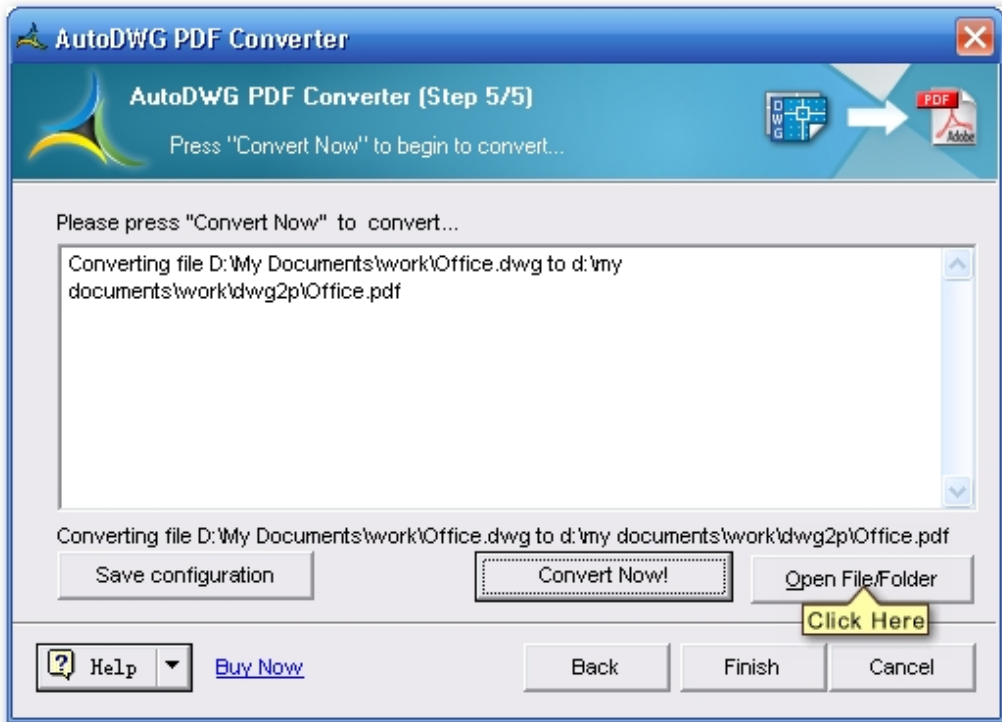 AutoDWG PDF Converter
AutoDWG PDF Converter (Step 5/5)
Press "Convert Now" to begin to convert...
DWG
PDF
Adobe
Please press "Convert Now" to convert...
Converting file D:\My Documents\work\Office.dwg to d:\my
documents\work\dwg2p\Office.pdf
Converting file D:\My Documents\work\Office.dwg to d:\my documents\work\dwg2p\Office.pdf
Save configuration
Convert Now!
Open File/Folder
Click Here
Help
Buy Now
Back
Finish
Cancel